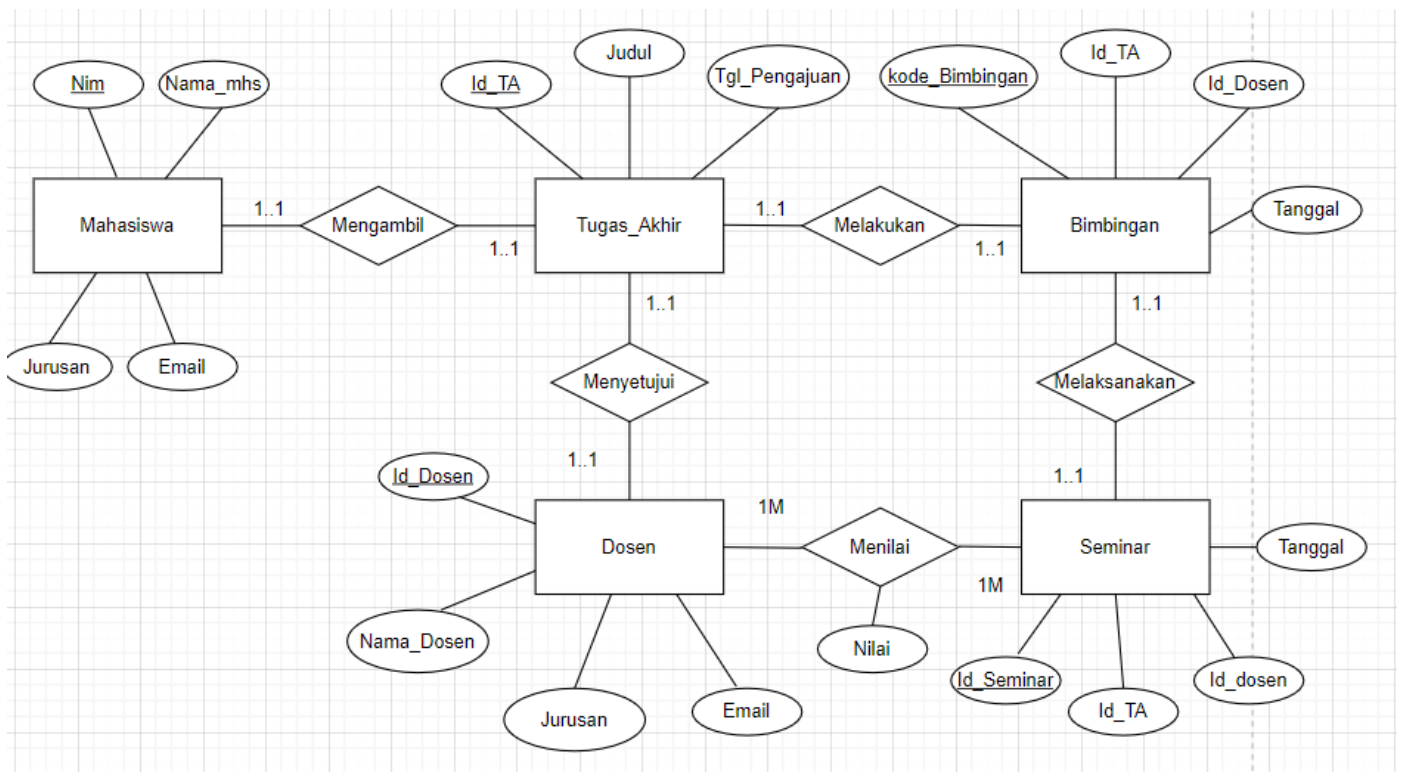 Judul
Id_TA
Nim
Nama_mhs
Id_TA
Tgl_Pengajuan
kode_Bimbingan
Id_Dosen
Mahasiswa
1..1
Mengambil
1..1
Tugas_Akhir
1..1
Melakukan
1..1
Bimbingan
Tanggal
Jurusan
Email
1..1
Menyetujui
1..1
1..1
Melaksanakan
1..1
Id_Dosen
Dosen
1M
Menilai
1M
Seminar
Tanggal
Nama_Dosen
Jurusan
Email
Nilai
Id_Seminar
Id_TA
Id_dosen